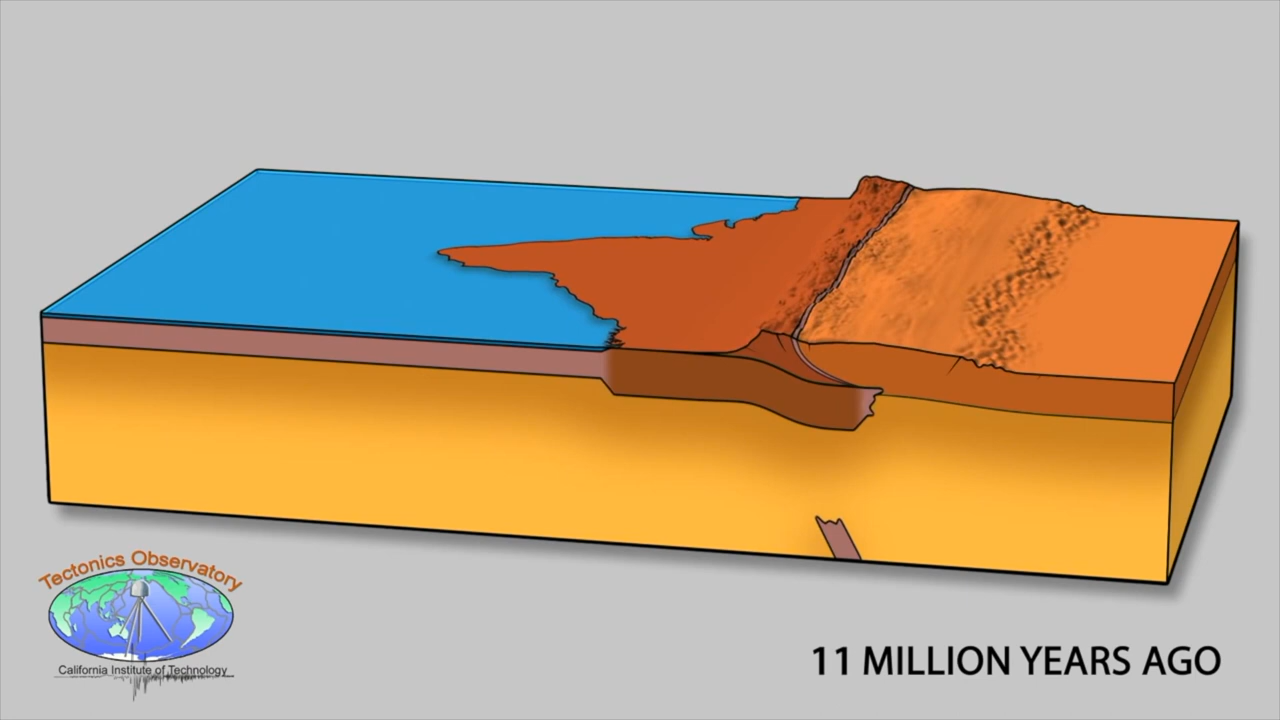 Tectonics Observatory
California Institute of Technology
11 MILLION YEARS AGO